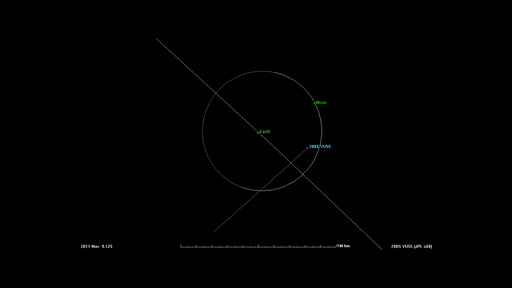 Moon
Earth
2005 YU55
2011 Nov 9.125
1M km
2005 YU55 (JPL s68)